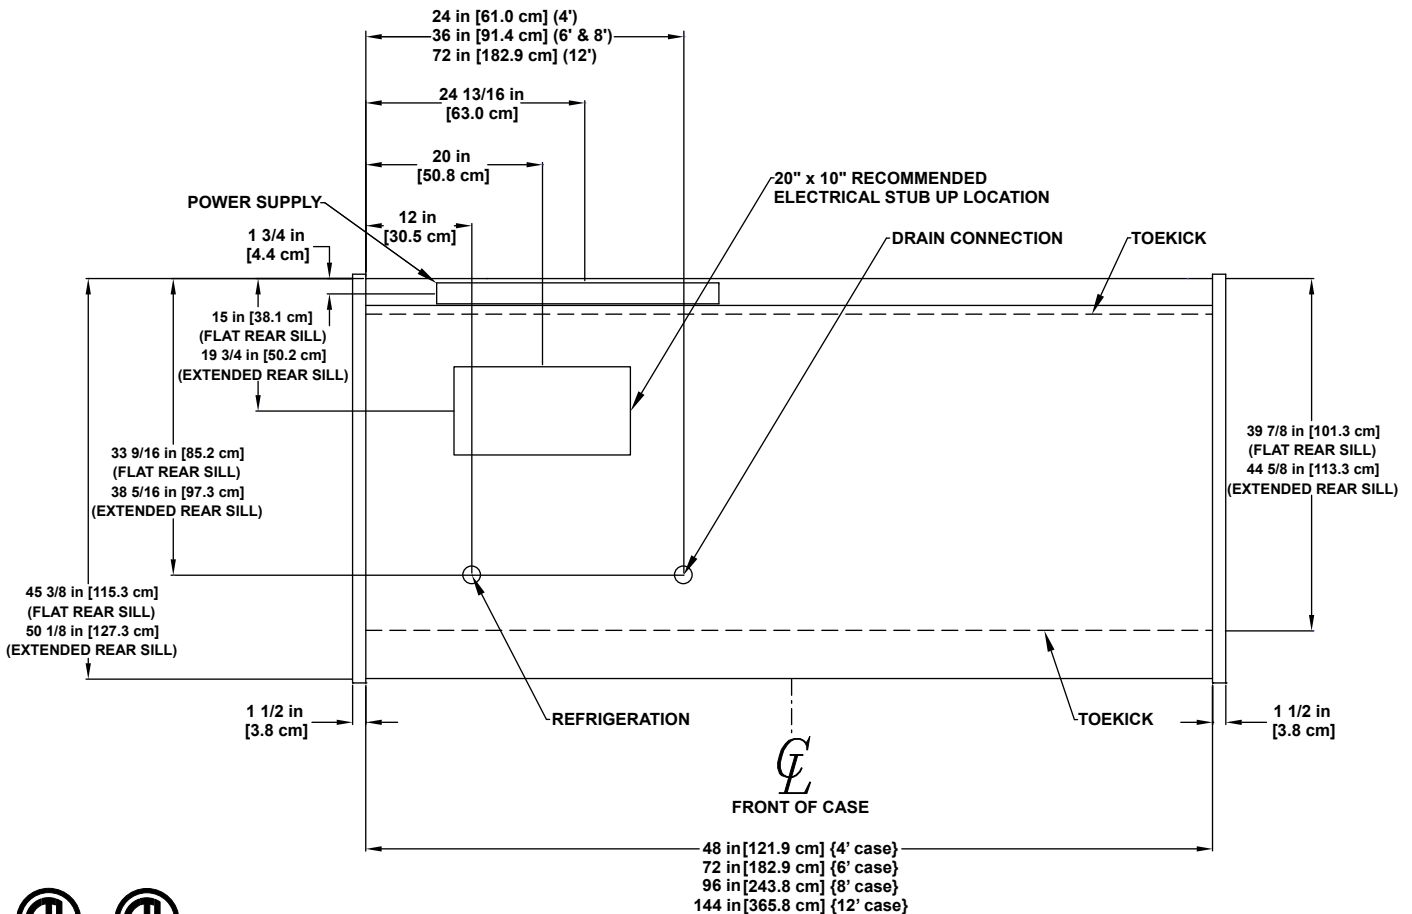 24 in [61.0 cm] (4')
36 in [91.4 cm] (6' & 8')
72 in [182.9 cm] (12')
24 13/16 in
[63.0 cm]
20 in
[50.8 cm]
20" x 10" RECOMMENDED
ELECTRICAL STUB UP LOCATION
POWER SUPPLY
12 in
[30.5 cm]
1 3/4 in
[4.4 cm]
DRAIN CONNECTION
TOEKICK
15 in [38.1 cm]
(FLAT REAR SILL)
19 3/4 in [50.2 cm]
(EXTENDED REAR SILL)
33 9/16 in [85.2 cm]
(FLAT REAR SILL)
38 5/16 in [97.3 cm]
(EXTENDED REAR SILL)
39 7/8 in [101.3 cm]
(FLAT REAR SILL)
44 5/8 in [113.3 cm]
(EXTENDED REAR SILL)
45 3/8 in [115.3 cm]
(FLAT REAR SILL)
50 1/8 in [127.3 cm]
(EXTENDED REAR SILL)
1 1/2 in
[3.8 cm]
REFRIGERATION
TOEKICK
1 1/2 in
[3.8 cm]
CL
FRONT OF CASE
48 in [121.9 cm] {4’ case}
72 in [182.9 cm] {6’ case}
96 in [243.8 cm] {8’ case}
144 in [365.8 cm] {12’ case}